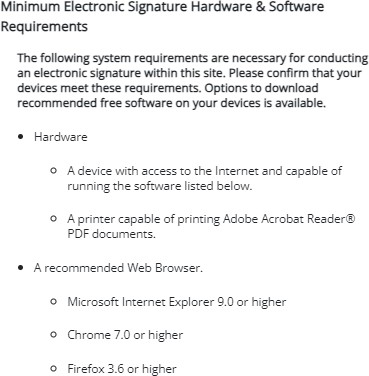 Minimum Electronic Signature Hardware & Software
Requirements
The following system requirements are necessary for conducting
an electronic signature within this site. Please confirm that your
devices meet these requirements. Options to download
recommended free software on your devices is available.
• Hardware
o A device with access to the Internet and capable of
running the software listed below.
o A printer capable of printing Adobe Acrobat Reader®
PDF documents.
• A recommended Web Browser.
o Microsoft Internet Explorer 9.0 or higher
o Chrome 7.0 or higher
o Firefox 3.6 or higher